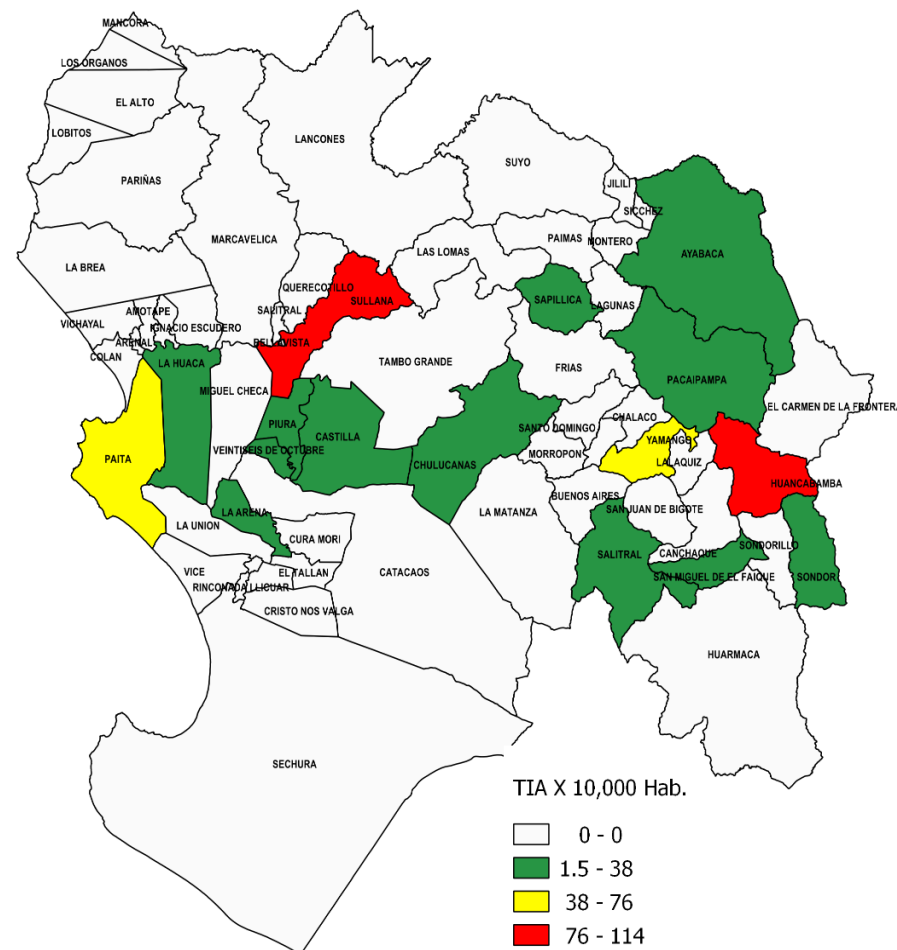 MANCORA
LOS ORGANOS
EL ALTO
LOBITOS
LANCONES
SUYO
PARIÑAS
JILILI
SICCHEZ
MARCAVELICA
PAIMAS
MONTERO
LAS LOMAS
AYABACA
LA BREA
QUERECOTILLO
SULLANA
SAPILLICA
LAGUNAS
AMOTAPE
SALITRAL
VICHAYAL
IGNACIO ESCUDERO
ARENAL
BELLAVISTA
COLAN
LA HUACA
TAMBO GRANDE
FRIAS
PACAIPAMPA
MIGUEL CHECA
EL CARMEN DE LA FRONTERA
CHALACO
PIURA
CASTILLA
SANTO DOMINGO
YAMANGO
VEINTISEIS DE OCTUBRE
CHULUCANAS
MORROPON
LALAQUIZ
PAITA
HUANCABAMBA
BUENOS AIRES
LA ARENA
LA MATANZA
SAN JUAN DE BIGOTE
LA UNION
CURA MORI
SONDORILLO
SALITRAL
CANCHAQUE
VICE
EL TALLAN
CATACAOS
SAN MIGUEL DE EL FAIQUE
SONDOR
RINCONADA LLICUAR
CRISTO NOS VALGA
HUARMACA
SECHURA
TIA X 10,000 Hab.
0 - 0
1.5 - 38
38 - 76
76 - 114